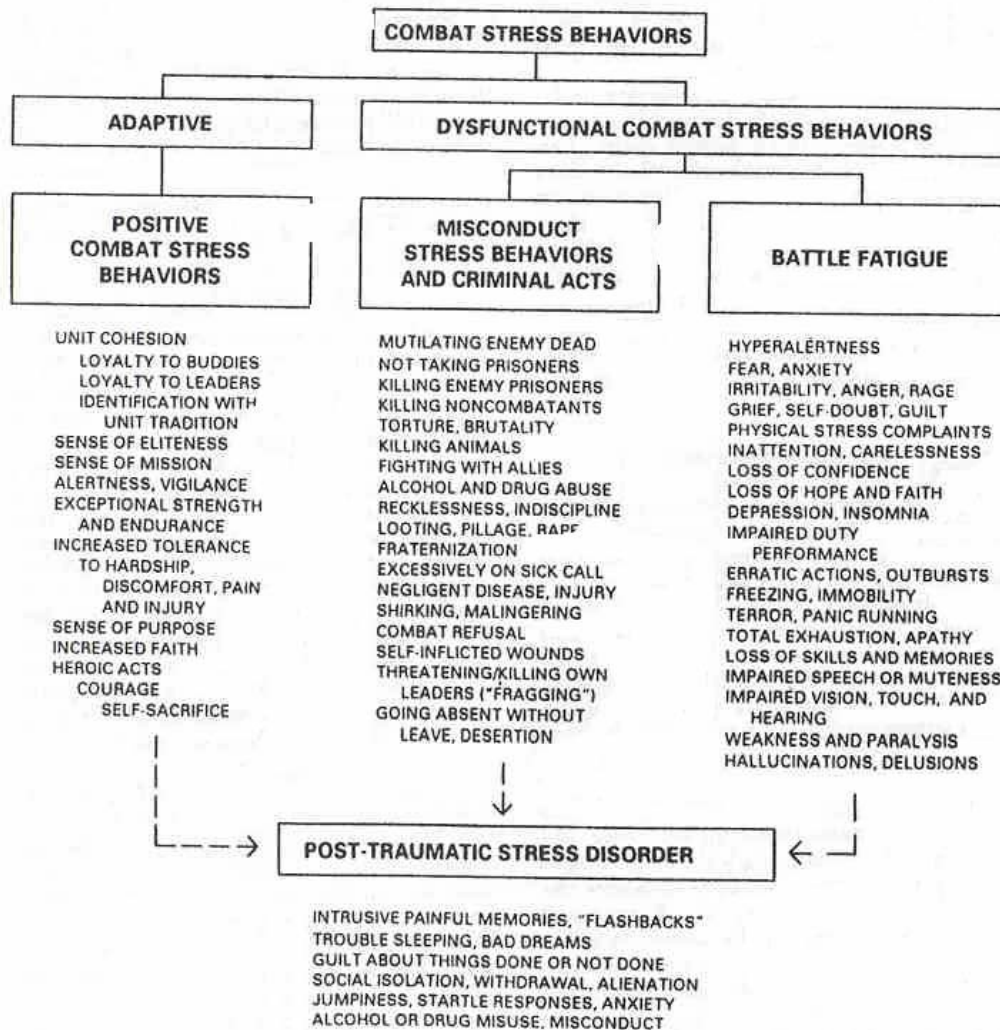 COMBAT STRESS BEHAVIORS
ADAPTIVE
DYSFUNCTIONAL COMBAT STRESS BEHAVIORS
POSITIVE
COMBAT STRESS
BEHAVIORS
MISCONDUCT
STRESS BEHAVIORS
AND CRIMINAL ACTS
BATTLE FATIGUE
UNIT COHESION
LOYALTY TO BUDDIES
LOYALTY TO LEADERS
IDENTIFICATION WITH
UNIT TRADITION
SENSE OF ELITENESS
SENSE OF MISSION
ALERTNESS, VIGILANCE
EXCEPTIONAL STRENGTH
AND ENDURANCE
INCREASED TOLERANCE
TO HARDSHIP,
DISCOMFORT, PAIN
AND INJURY
SENSE OF PURPOSE
INCREASED FAITH
HEROIC ACTS
COURAGE
SELF-SACRIFICE
MUTILATING ENEMY DEAD
NOT TAKING PRISONERS
KILLING ENEMY PRISONERS
KILLING NONCOMBATANTS
TORTURE, BRUTALITY
KILLING ANIMALS
FIGHTING WITH ALLIES
ALCOHOL AND DRUG ABUSE
RECKLESSNESS, INDISCIPLINE
LOOTING, PILLAGE, RAPE
FRATERNIZATION
EXCESSIVELY ON SICK CALL
NEGLIGENT DISEASE, INJURY
SHIRKING, MALINGERING
COMBAT REFUSAL
SELF-INFLICTED WOUNDS
THREATENING/KILLING OWN
LEADERS ("FRAGGING")
GOING ABSENT WITHOUT
LEAVE, DESERTION
HYPERALERTNESS
FEAR, ANXIETY
IRRITABILITY, ANGER, RAGE
GRIEF, SELF-DOUBT, GUILT
PHYSICAL STRESS COMPLAINTS
INATTENTION, CARELESSNESS
LOSS OF CONFIDENCE
LOSS OF HOPE AND FAITH
DEPRESSION, INSOMNIA
IMPAIRED DUTY
PERFORMANCE
ERRATIC ACTIONS, OUTBURSTS
FREEZING, IMMOBILITY
TERROR, PANIC RUNNING
TOTAL EXHAUSTION, APATHY
LOSS OF SKILLS AND MEMORIES
IMPAIRED SPEECH OR MUTENESS
IMPAIRED VISION, TOUCH, AND
HEARING
WEAKNESS AND PARALYSIS
HALLUCINATIONS, DELUSIONS
POST-TRAUMATIC STRESS DISORDER
INTRUSIVE PAINFUL MEMORIES, "FLASHBACKS"
TROUBLE SLEEPING, BAD DREAMS
GUILT ABOUT THINGS DONE OR NOT DONE
SOCIAL ISOLATION, WITHDRAWAL, ALIENATION
JUMPINESS, STARTLE RESPONSES, ANXIETY
ALCOHOL OR DRUG MISUSE, MISCONDUCT